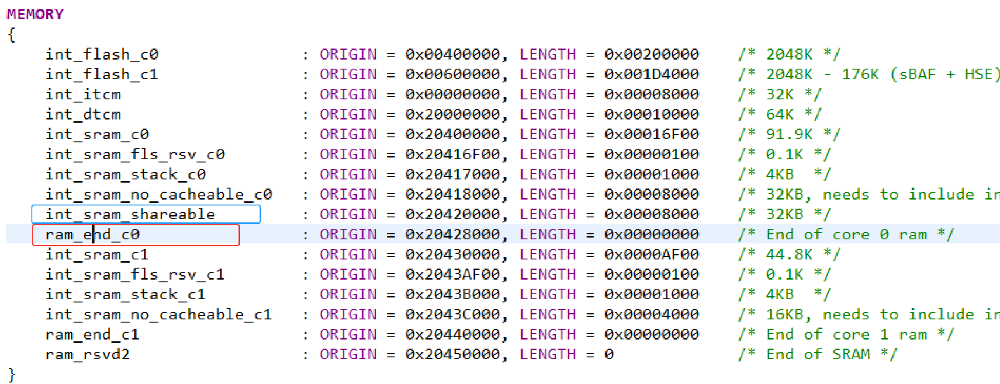 MEMORY
{
int_flash_c0 : ORIGIN = 0x00400000, LENGTH = 0x00200000 /* 2048K */
int_flash_c1 : ORIGIN = 0x00600000, LENGTH = 0x001D4000 /* 2048K - 176K (sBAF + HSE)
int_itcm : ORIGIN = 0x00000000, LENGTH = 0x00008000 /* 32K */
int_dtcm : ORIGIN = 0x20000000, LENGTH = 0x00010000 /* 64K */
int_sram_c0 : ORIGIN = 0x20400000, LENGTH = 0x00016F00 /* 91.9K */
int_sram_fls_rsv_c0 : ORIGIN = 0x20416F00, LENGTH = 0x00000100 /* 0.1K */
int_sram_stack_c0 : ORIGIN = 0x20417000, LENGTH = 0x00001000 /* 4KB */
int_sram_no_cacheable_c0 : ORIGIN = 0x20418000, LENGTH = 0x00008000 /* 32KB, needs to include in
int_sram_shareable : ORIGIN = 0x20420000, LENGTH = 0x00008000 /* 32KB */
ram_end_c0 : ORIGIN = 0x20428000, LENGTH = 0x00000000 /* End of core 0 ram */
int_sram_c1 : ORIGIN = 0x20430000, LENGTH = 0x0000AF00 /* 44.8K */
int_sram_fls_rsv_c1 : ORIGIN = 0x2043AF00, LENGTH = 0x00000100 /* 0.1K */
int_sram_stack_c1 : ORIGIN = 0x2043B000, LENGTH = 0x00001000 /* 4KB */
int_sram_no_cacheable_c1 : ORIGIN = 0x2043C000, LENGTH = 0x00004000 /* 16KB, needs to include in
ram_end_c1 : ORIGIN = 0x20440000, LENGTH = 0x00000000 /* End of core 1 ram */
ram_rsvd2 : ORIGIN = 0x20450000, LENGTH = 0 /* End of SRAM */
}